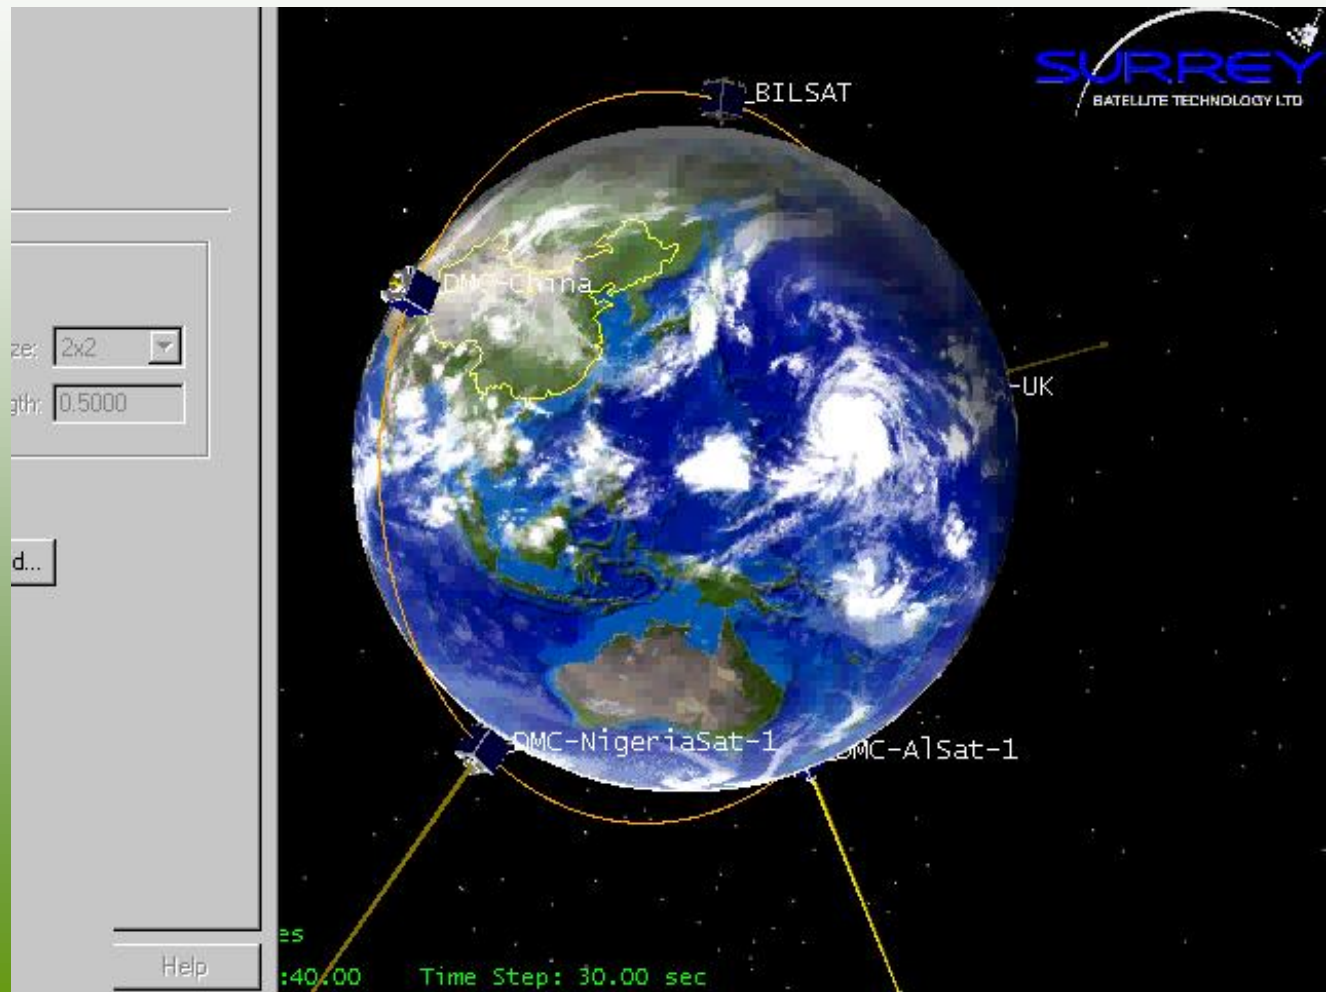 SURREY
SATELLITE TECHNOLOGY LTD
_BILSAT
DMC-China
ze: 2x2
-UK
gth: 0.5000
d...
DMC-NigeriaSat-1
DMC-AlSat-1
es
Help
:40.00 Time Step: 30.00 sec